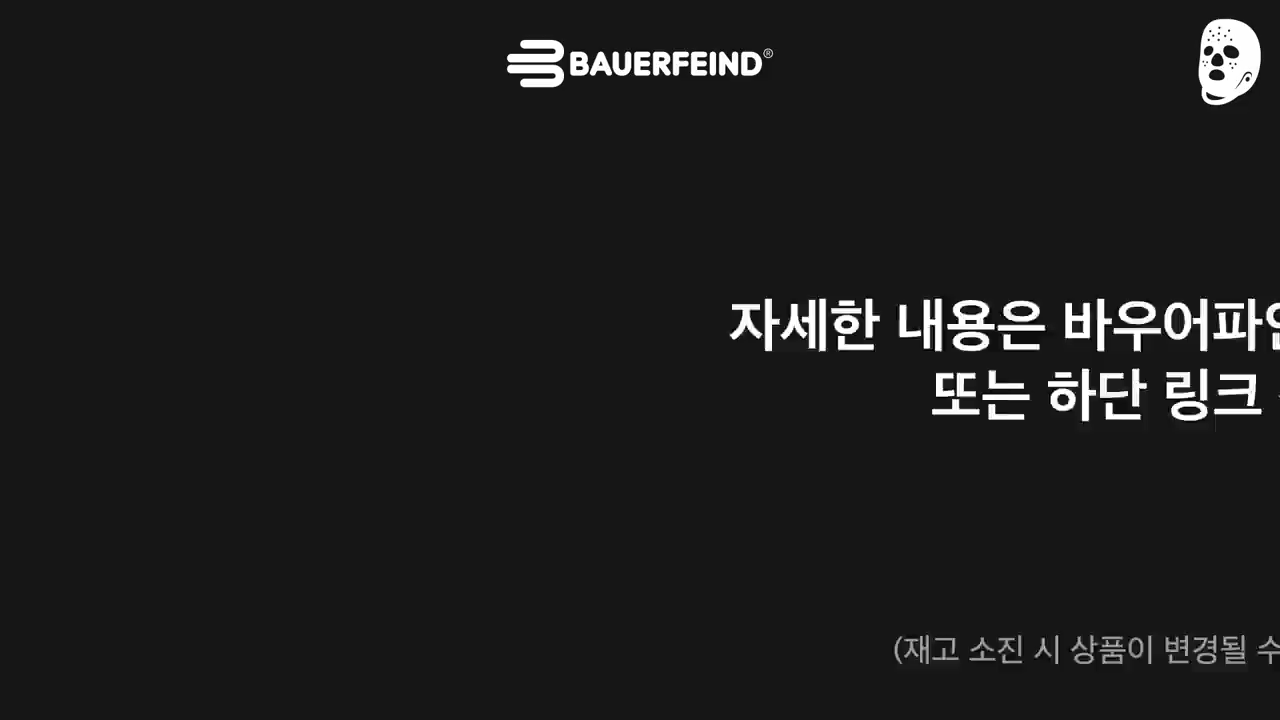 BAUERFEIND®
자세한 내용은 바우어파
또는 하단 링크
(재고 소진 시 상품이 변경될 수